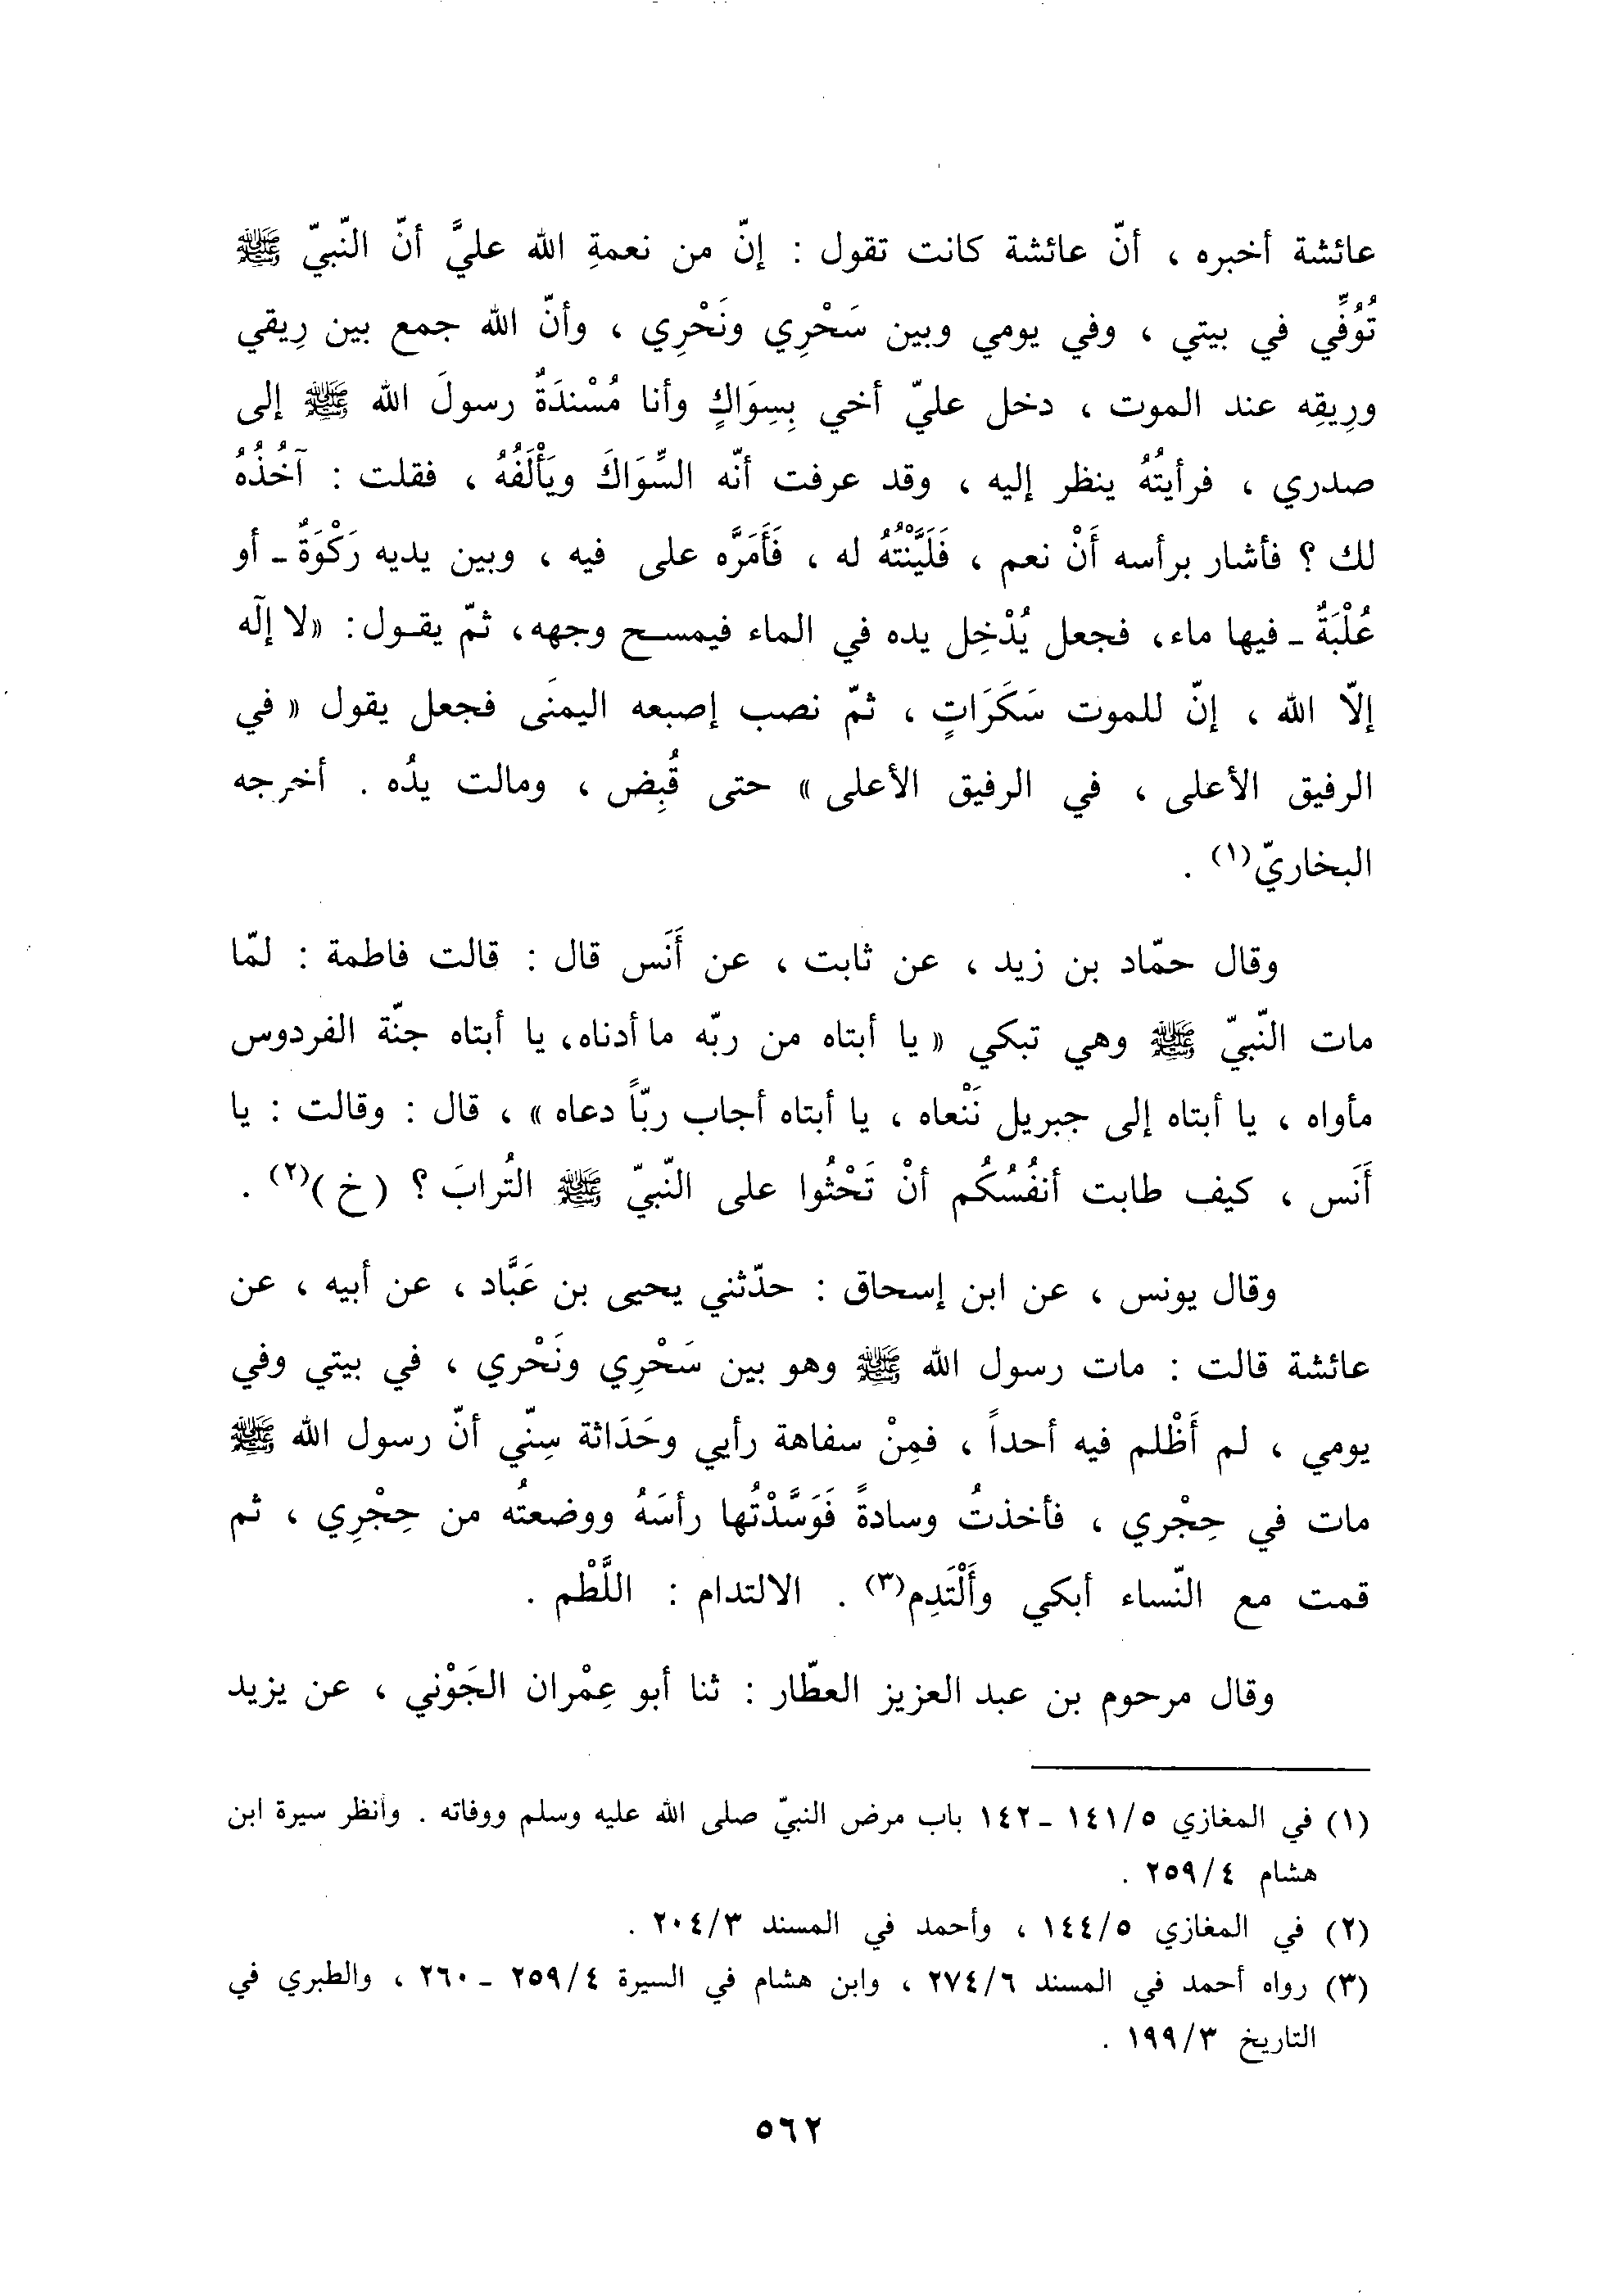 عائشة أخبره ، أنّ عائشة كانت تقول : إنّ من نعمةِ الله عليَّ أنّ النّبيّ ﷺ
تُوُفِّي في بيتي ، وفي يومي وبين سَحْرِي ونَحْرِي ، وأنّ الله جمع بين رِيقي
ورِيقِه عند الموت ، دخل عليّ أخي بِسِوَاكٍ وأنا مُسْندَةٌ رسولَ الله ﷺ إلى
صدري ، فرأيتُهُ ينظر إليه ، وقد عرفت أنّه السِّوَاكَ ويَأْلَفُهُ ، فقلت : آخُذُهُ
لك ؟ فأشار برأسه أَنْ نعم ، فَلَيَّنْتُهُ له ، فَأَمَرَّه على فيه ، وبين يديه رَكْوَةٌ ـ أو
عُلْبَةٌ ـ فيها ماء، فجعل يُدْخِل يده في الماء فيمسح وجهه، ثمّ يقول: «لا إلٓه
إلّا الله ، إنّ للموت سَكَرَاتٍ ، ثمّ نصب إصبعه اليمنَى فجعل يقول « في
الرفيق الأعلى ، في الرفيق الأعلى » حتى قُبِض ، ومالت يدُه . أخرجه
البخاريّ(١) .
وقال حمّاد بن زيد ، عن ثابت ، عن أَنَس قال : قالت فاطمة : لمّا
مات النّبيّ ﷺ وهي تبكي « يا أبتاه من ربّه ما أدناه، يا أبتاه جنّة الفردوس
مأواه ، يا أبتاه إلى جبريل نَنْعاه ، يا أبتاه أجاب ربّاً دعاه » ، قال : وقالت : يا
أَنَس ، كيف طابت أنفُسُكُم أنْ تَحْثُوا على النّبيّ ﷺ التُرابَ ؟ ( خ )(٢) .
وقال يونس ، عن ابن إسحاق : حدّثني يحيى بن عَبَّاد ، عن أبيه ، عن
عائشة قالت : مات رسول الله ﷺ وهو بين سَحْرِي ونَحْري ، في بيتي وفي
يومي ، لم أَظْلم فيه أحداً ، فمِنْ سفاهة رأيي وحَدَاثة سِنّي أنّ رسول الله ﷺ
مات في حِجْري ، فأخذتُ وسادةً فَوَسَّدْتُها رأسَهُ ووضعتُه من حِجْرِي ، ثم
قمت مع النّساء أبكي وأَلْتَدِم(٣) . الالتدام : اللَّطْم .
وقال مرحوم بن عبد العزيز العطّار : ثنا أبو عِمْران الجَوْني ، عن يزيد
(١) في المغازي ١٤١/٥ ـ ١٤٢ باب مرض النبيّ صلى الله عليه وسلم ووفاته . وأنظر سيرة ابن
هشام ٢٥٩/٤ .
(٢) في المغازي ١٤٤/٥ ، وأحمد في المسند ٢٠٤/٣ .
(٣) رواه أحمد في المسند ٢٧٤/٦ ، وابن هشام في السيرة ٢٥٩/٤ ـ ٢٦٠ ، والطبري في
التاريخ ١٩٩/٣ .
٥٦٢